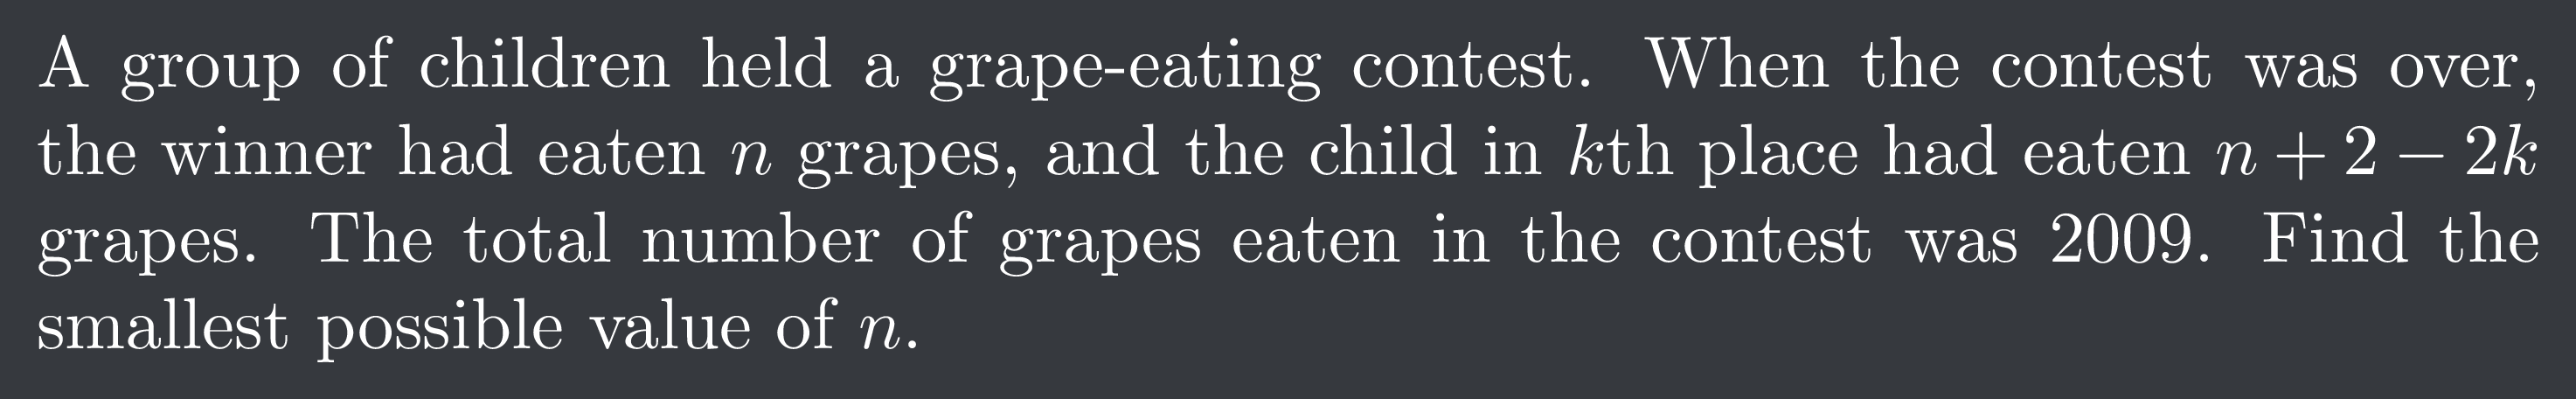 A group of children held a grape-eating contest. When the contest was over,
the winner had eaten n grapes, and the child in kth place had eaten n + 2 − 2k
grapes. The total number of grapes eaten in the contest was 2009. Find the
smallest possible value of n.